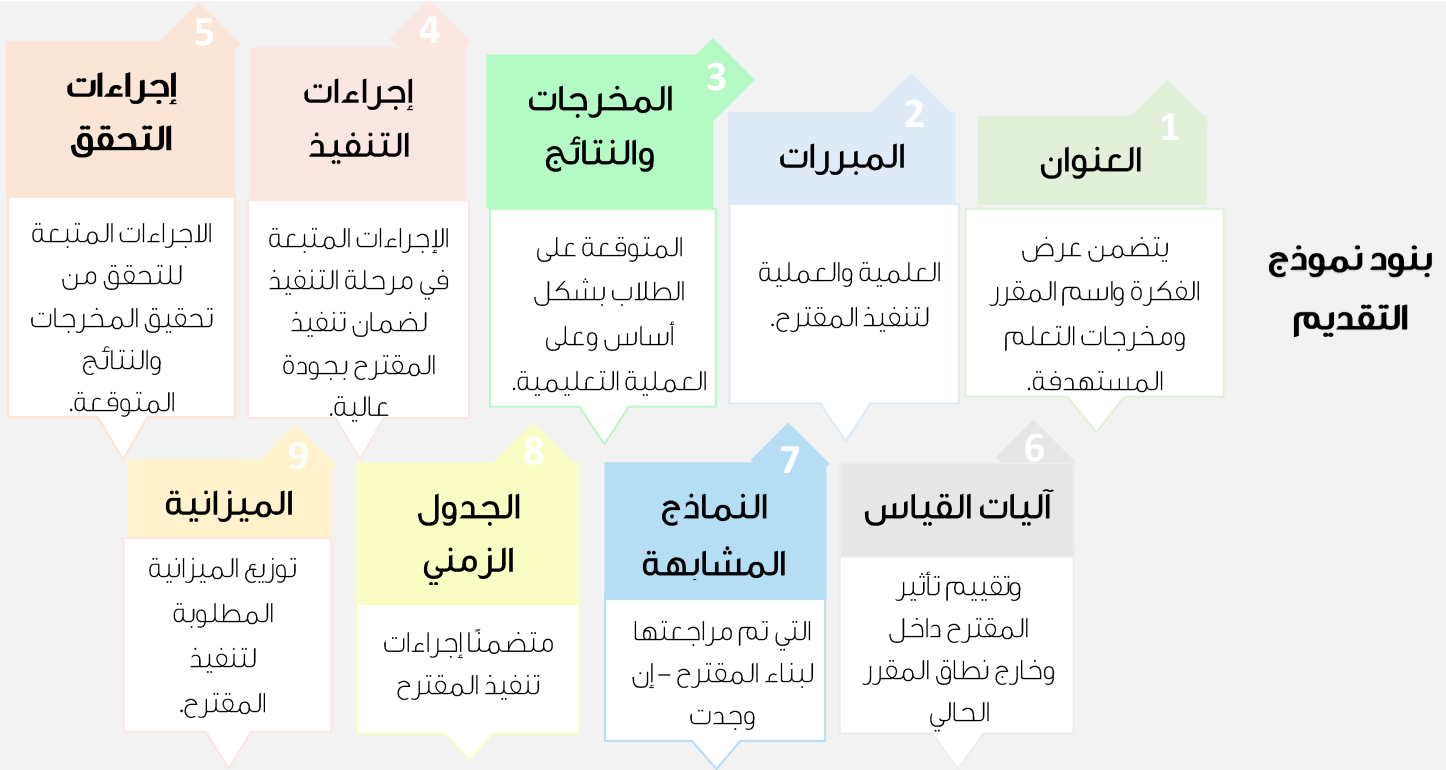 بنود نموذج
التقديم
1
العنوان
يتضمن عرض
الفكرة واسم المقرر
ومخرجات التعلم
المستهدفة.
2
المبررات
العلمية والعملية
لتنفيذ المقترح.
3
المخرجات
والنتائج
المتوقعة على
الطلاب بشكل
أساس وعلى
العملية التعليمية.
4
إجراءات
التنفيذ
الإجراءات المتبعة
في مرحلة التنفيذ
لضمان تنفيذ
المقترح بجودة
عالية.
5
إجراءات
التحقق
الاجراءات المتبعة
للتحقق من
تحقيق المخرجات
والنتائج
المتوقعة.
6
آليات القياس
وتقييم تأثير
المقترح داخل
وخارج نطاق المقرر
الحالي
7
النماذج
المشابهة
التي تم مراجعتها
لبناء المقترح – إن
وجدت
8
الجدول
الزمني
متضمنًا إجراءات
تنفيذ المقترح
9
الميزانية
توزيع الميزانية
المطلوبة
لتنفيذ
المقترح.